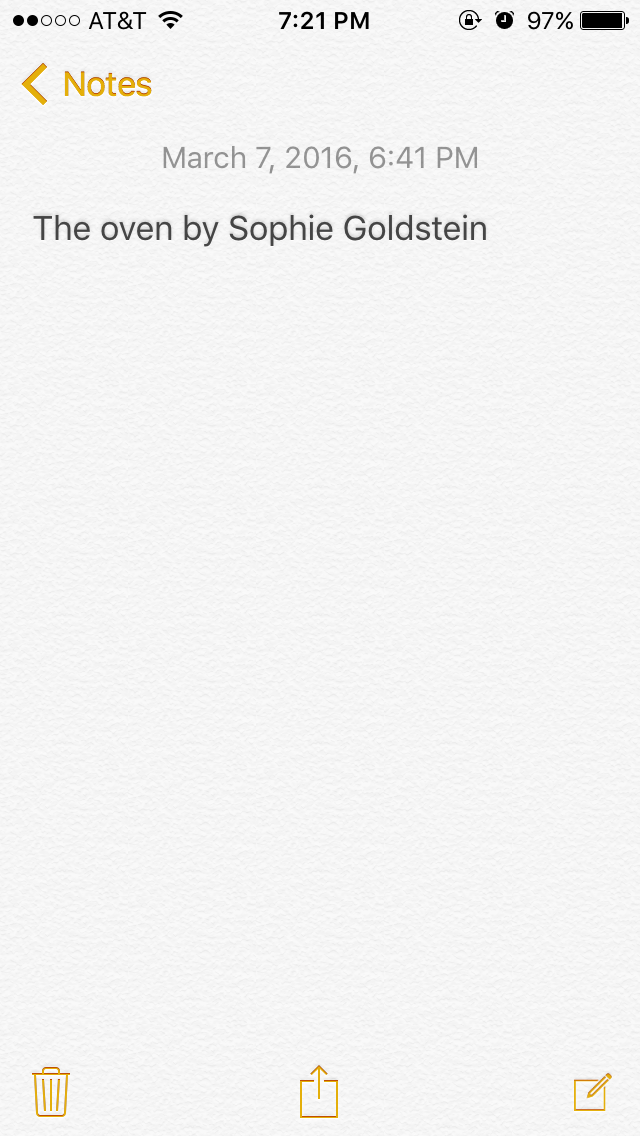 AT&T 7:21 PM 97%
Notes
March 7, 2016, 6:41 PM
The oven by Sophie Goldstein